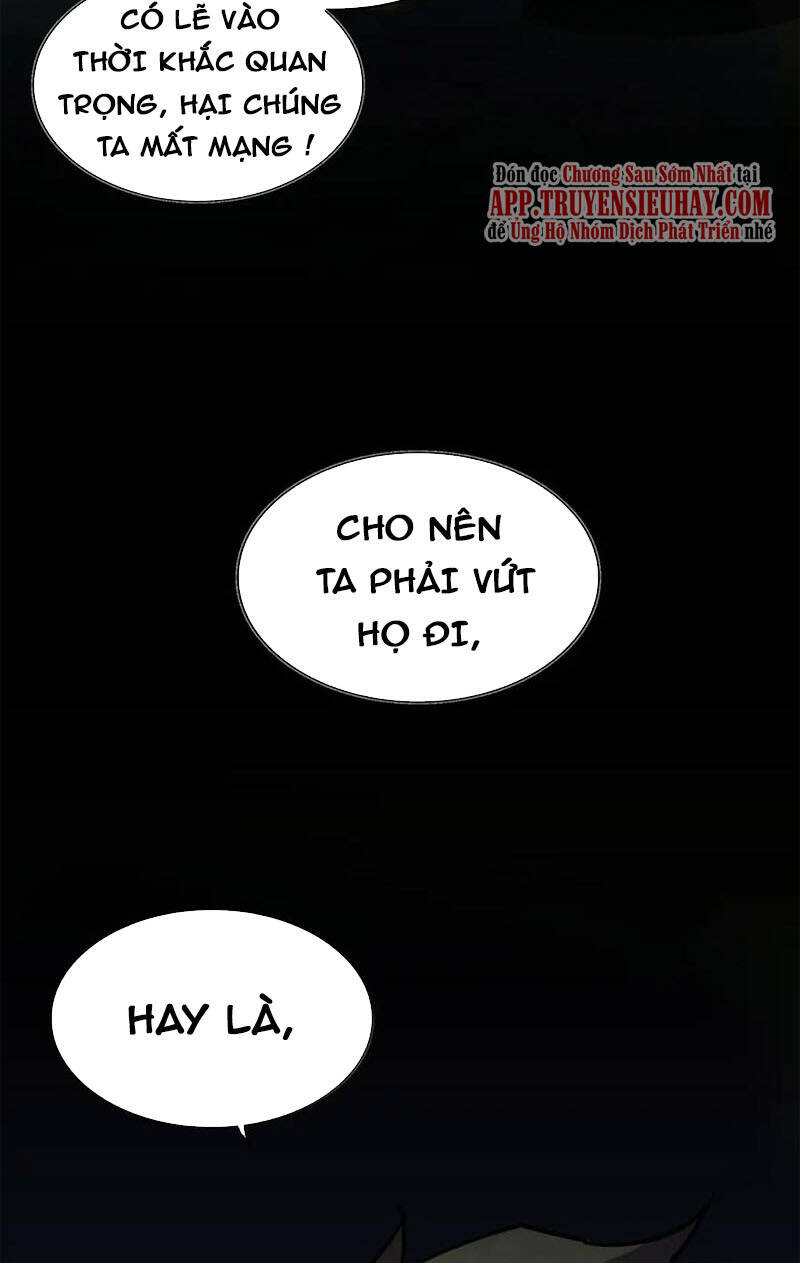 CÓ LẼ VÀO
THỜI KHẮC QUAN
TRỌNG, HẠI CHÚNG
TA MẤT MẠNG !
Đón đọc Chương Sau Sớm Nhất tại
APP.TRUYENSIEUHAY.COM
để Ủng Hộ Nhóm Dịch Phát Triển nhé
CHO NÊN
TA PHẢI VỨT
HỌ ĐI,
HAY LÀ,